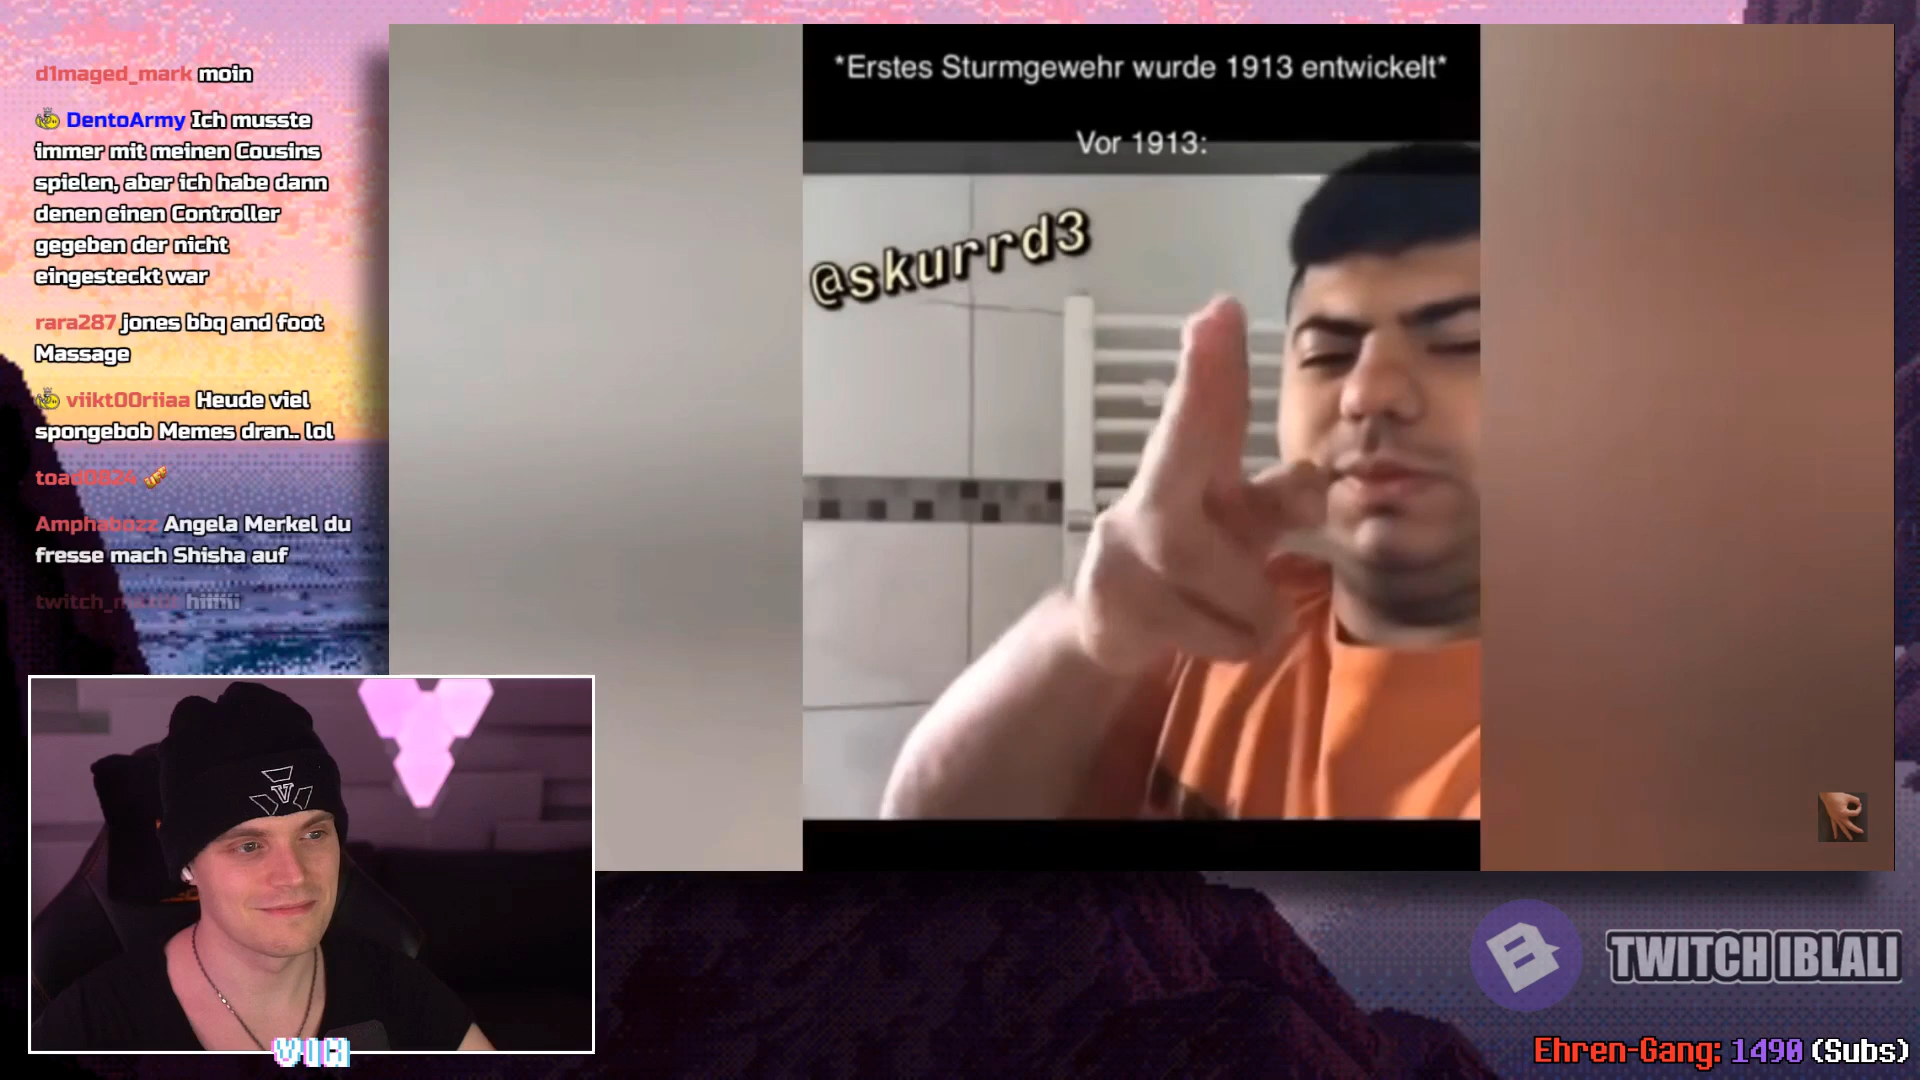 d1maged_mark moin
DentoArmy Ich musste
immer mit meinen Cousins
spielen, aber ich habe dann
denen einen Controller
gegeben der nicht
eingesteckt war
rara287 jones bbq and foot
Massage
viikt00riiaa Heude viel
spongebob Memes dran.. lol
toad0824
Amphabozz Angela Merkel du
fresse mach Shisha auf
*Erstes Sturmgewehr wurde 1913 entwickelt*
Vor 1913:
@skurrd3
V
TWITCH IBLALI
Ehren-Gang: 1490 (Subs)